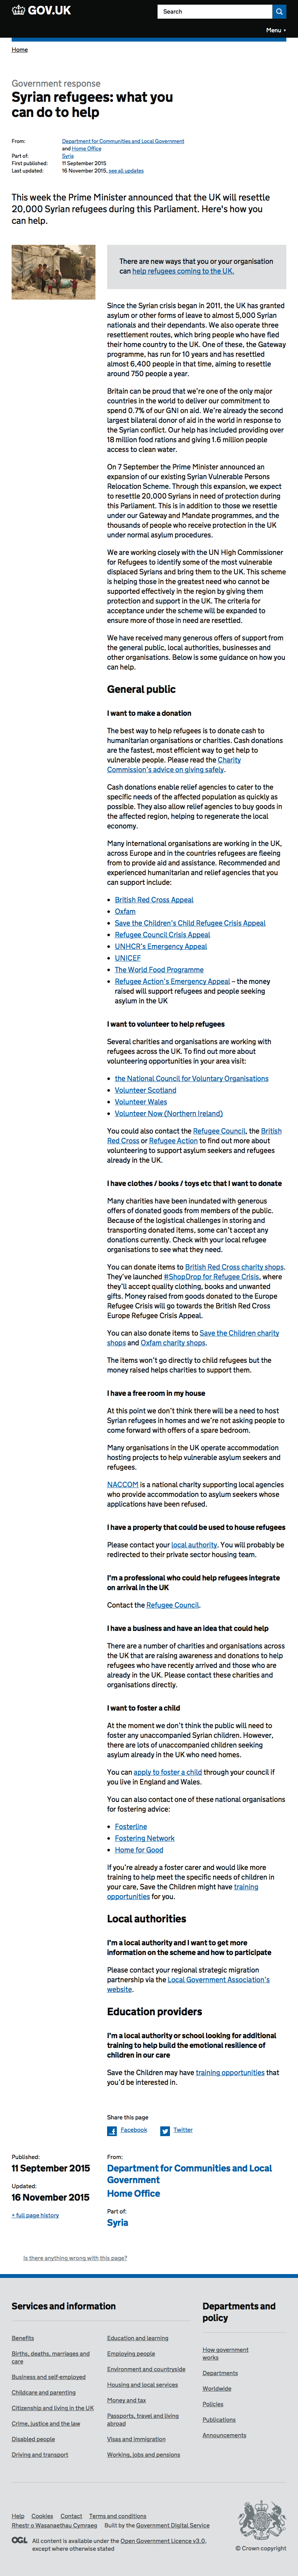 GOV.UK
Search
Menu
Home
Government response
Syrian refugees: what you
can do to help
From: Department for Communities and Local Government
and Home Office
Part of: Syria
First published: 11 September 2015
Last updated: 16 November 2015, see all updates
This week the Prime Minister announced that the UK will resettle
20,000 Syrian refugees during this Parliament. Here's how you
can help.
There are new ways that you or your organisation
can help refugees coming to the UK.
Since the Syrian crisis began in 2011, the UK has granted
asylum or other forms of leave to almost 5,000 Syrian
nationals and their dependants. We also operate three
resettlement routes, which bring people who have fled
their home country to the UK. One of these, the Gateway
programme, has run for 10 years and has resettled
almost 6,400 people in that time, aiming to resettle
around 750 people a year.
Britain can be proud that we're one of the only major
countries in the world to deliver our commitment to
spend 0.7% of our GNI on aid. We're already the second
largest bilateral donor of aid in the world in response to
the Syrian conflict. Our help has included providing over
18 million food rations and giving 1.6 million people
access to clean water.
On 7 September the Prime Minister announced an
expansion of our existing Syrian Vulnerable Persons
Relocation Scheme. Through this expansion, we expect
to resettle 20,000 Syrians in need of protection during
this Parliament. This is in addition to those we resettle
under our Gateway and Mandate programmes, and the
thousands of people who receive protection in the UK
under normal asylum procedures.
We are working closely with the UN High Commissioner
for Refugees to identify some of the most vulnerable
displaced Syrians and bring them to the UK. This scheme
is helping those in the greatest need who cannot be
supported effectively in the region by giving them
protection and support in the UK. The criteria for
acceptance under the scheme will be expanded to
ensure more of those in need are resettled.
We have received many generous offers of support from
the general public, local authorities, businesses and
other organisations. Below is some guidance on how you
can help.
General public
I want to make a donation
The best way to help refugees is to donate cash to
humanitarian organisations or charities. Cash donations
are the fastest, most efficient way to get help to
vulnerable people. Please read the Charity
Commission's advice on giving safely.
Cash donations enable relief agencies to cater to the
specific needs of the affected population as quickly as
possible. They also allow relief agencies to buy goods in
the region, helping to regenerate the local
economy.
Many international organisations are working in the UK,
across Europe and in the countries refugees are fleeing
from to provide aid and assistance. Recommended and
experienced humanitarian agencies that you can
support include:
• British Red Cross Appeal
• Oxfam
• Save the Children's Child Refugee Crisis Appeal
• Refugee Council Crisis Appeal
• UNHCR's Emergency Appeal
• UNICEF
• The World Food Programme
• Refugee Action's Emergency Appeal – the money
raised will support refugees and people seeking
asylum in the UK
I want to volunteer to help refugees
Several charities and organisations are working with
refugees across the UK. To find out more about
volunteering opportunities in your area visit:
• the National Council for Voluntary Organisations
• Volunteer Scotland
• Volunteer Wales
• Volunteer Now (Northern Ireland)
You could also contact the Refugee Council, the British
Red Cross or Refugee Action to find out more about
volunteering to support asylum seekers and refugees
already in the UK.
I have clothes / books / toys etc that I want to donate
Many charities have been inundated with generous
offers of donated goods from members of the public.
Because of the logistical challenges in storing and
transporting donated items, some can't accept any
donations currently. Check with your local
organisations to see what they need.
You can donate items to British Red Cross charity shops.
They've launched #ShopDrop for Refugee Crisis, where
they'll accept quality clothing, books and unwanted
gifts. Money raised from goods donated to the Europe
Refugee Crisis will go towards the British Red Cross
Europe Refugee Crisis Appeal.
You can also donate items to Save the Children charity
shops and Oxfam charity shops.
The items won't go directly to child refugees but the
money raised helps charities to support them.
I have a free room in my house
At this point we don't think there will be a need to host
Syrian refugees in homes and we're not asking people to
come forward with offers of a spare bedroom.
Many organisations in the UK operate accommodation
hosting projects to help vulnerable asylum seekers and
refugees.
NACCOM is a national charity supporting local agencies
who provide accommodation to asylum seekers whose
applications have been refused.
I have a property that could be used to house refugees
Please contact your local authority. You will probably be
redirected to their private sector housing team.
I'm a professional who could help refugees integrate
on arrival in the UK
Contact the Refugee Council.
I have a business and have an idea that could help
There are a number of charities and organisations across
the UK that are raising awareness and donations to help
refugees who have recently arrived and those who are
already in the UK. Please contact these charities and
organisations directly.
I want to foster a child
At the moment we don't think the public will need to
foster any unaccompanied Syrian children. However,
there are lots of unaccompanied children seeking
asylum already in the UK who need homes.
You can apply to foster a child through your council if
you live in England and Wales.
You can also contact one of these national organisations
for fostering advice:
• Fosterline
• Fostering Network
• Home for Good
If you're already a foster carer and would like more
training to help meet the specific needs of children in
your care, Save the Children might have training
opportunities for you.
Local authorities
I'm a local authority and I want to get more
information on the scheme and how to participate
Please contact your regional strategic migration
partnership via the Local Government Association's
website.
Education providers
I'm a local authority or school looking for additional
training to help build the emotional resilience of
children in our care
Save the Children may have training opportunities that
you'd be interested in.
Share this page
Facebook Twitter
Published:
11 September 2015
Updated:
16 November 2015
+ full page history
From:
Department for Communities and Local
Government
Home Office
Part of:
Syria
Is there anything wrong with this page?
Services and information
Benefits
Births, deaths, marriages and
care
Business and self-employed
Childcare and parenting
Citizenship and living in the UK
Crime, justice and the law
Disabled people
Driving and transport
Education and learning
Employing people
Environment and countryside
Housing and local services
Money and tax
Passports, travel and living
abroad
Visas and immigration
Working, jobs and pensions
Departments and
policy
How government
works
Departments
Worldwide
Policies
Publications
Announcements
Help Cookies Contact Terms and conditions
Rhestr o Wasanaethau Cymraeg Built by the Government Digital Service
OGL All content is available under the Open Government Licence v3.0,
except where otherwise stated
© Crown copyright